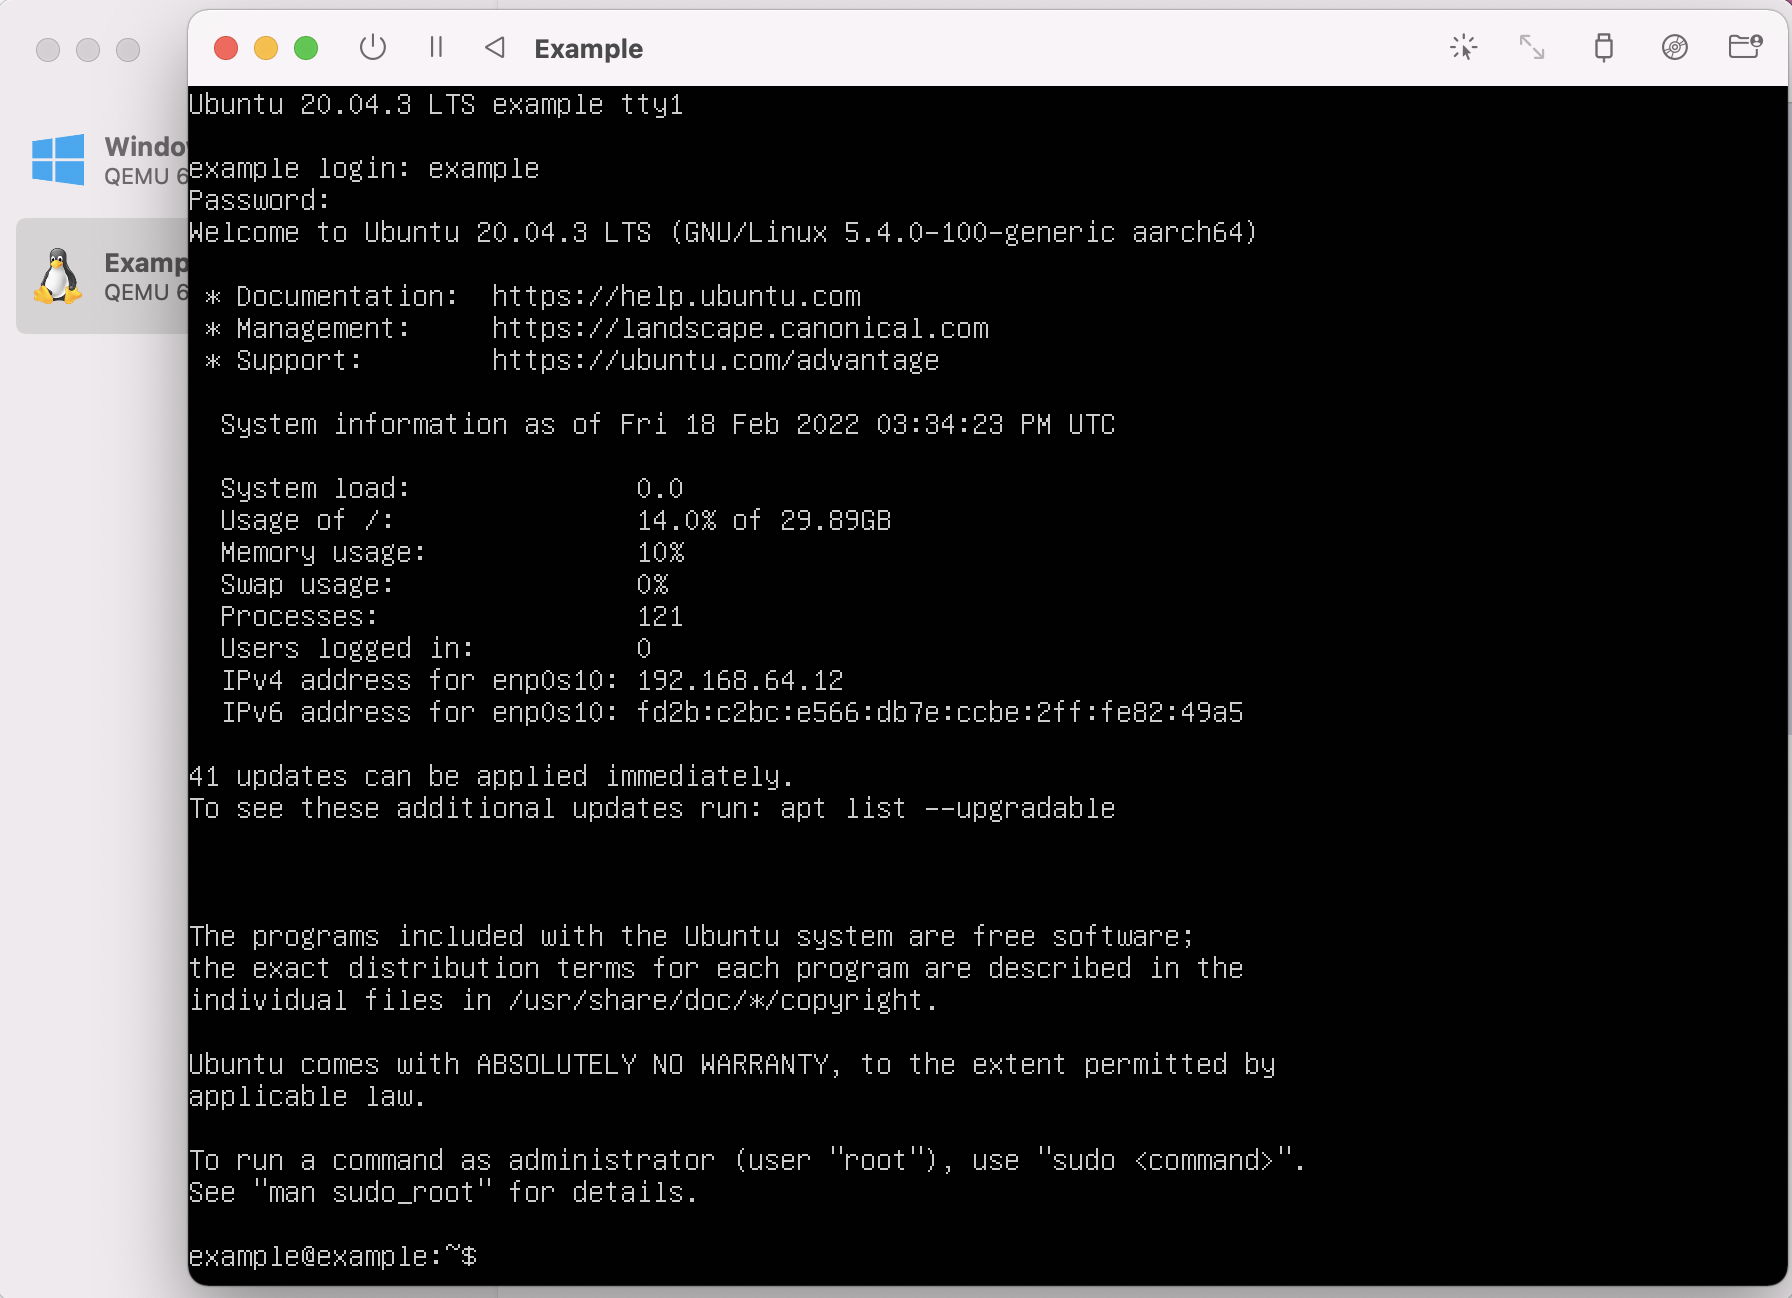 Example
Windo
QEMU 6
Examp
QEMU 6
Ubuntu 20.04.3 LTS example tty1
example login: example
Password:
Welcome to Ubuntu 20.04.3 LTS (GNU/Linux 5.4.0-100-generic aarch64)
* Documentation:  https://help.ubuntu.com
* Management:     https://landscape.canonical.com
* Support:        https://ubuntu.com/advantage
System information as of Fri 18 Feb 2022 03:34:23 PM UTC
System load:              0.0
Usage of /:               14.0% of 29.89GB
Memory usage:             10%
Swap usage:               0%
Processes:                121
Users logged in:          0
IPv4 address for enp0s10: 192.168.64.12
IPv6 address for enp0s10: fd2b:c2bc:e566:db7e:ccbe:2ff:fe82:49a5
41 updates can be applied immediately.
To see these additional updates run: apt list --upgradable
The programs included with the Ubuntu system are free software;
the exact distribution terms for each program are described in the
individual files in /usr/share/doc/*/copyright.
Ubuntu comes with ABSOLUTELY NO WARRANTY, to the extent permitted by
applicable law.
To run a command as administrator (user "root"), use "sudo <command>".
See "man sudo_root" for details.
example@example:~$